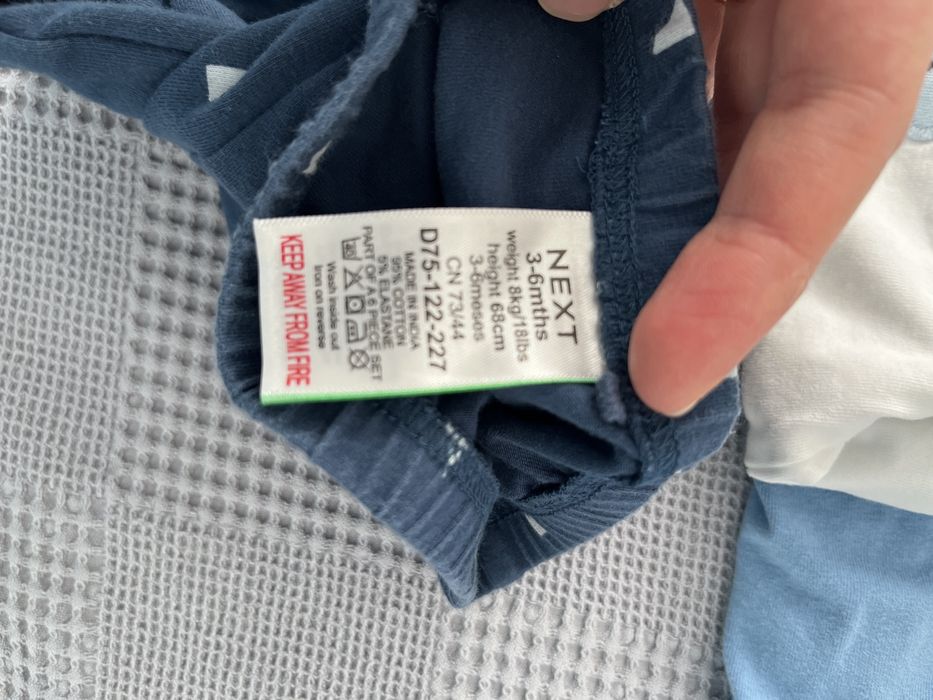 NEXT
3-6mths
weight 8kg/18lbs
height 68cm
3-6meses
CN 73/44
D75-122-227
MADE IN INDIA
95% COTTON
5% ELASTANE
PART OF A 6 PIECE SET
40
Wash inside out
Iron on reverse
KEEP AWAY FROM FIRE